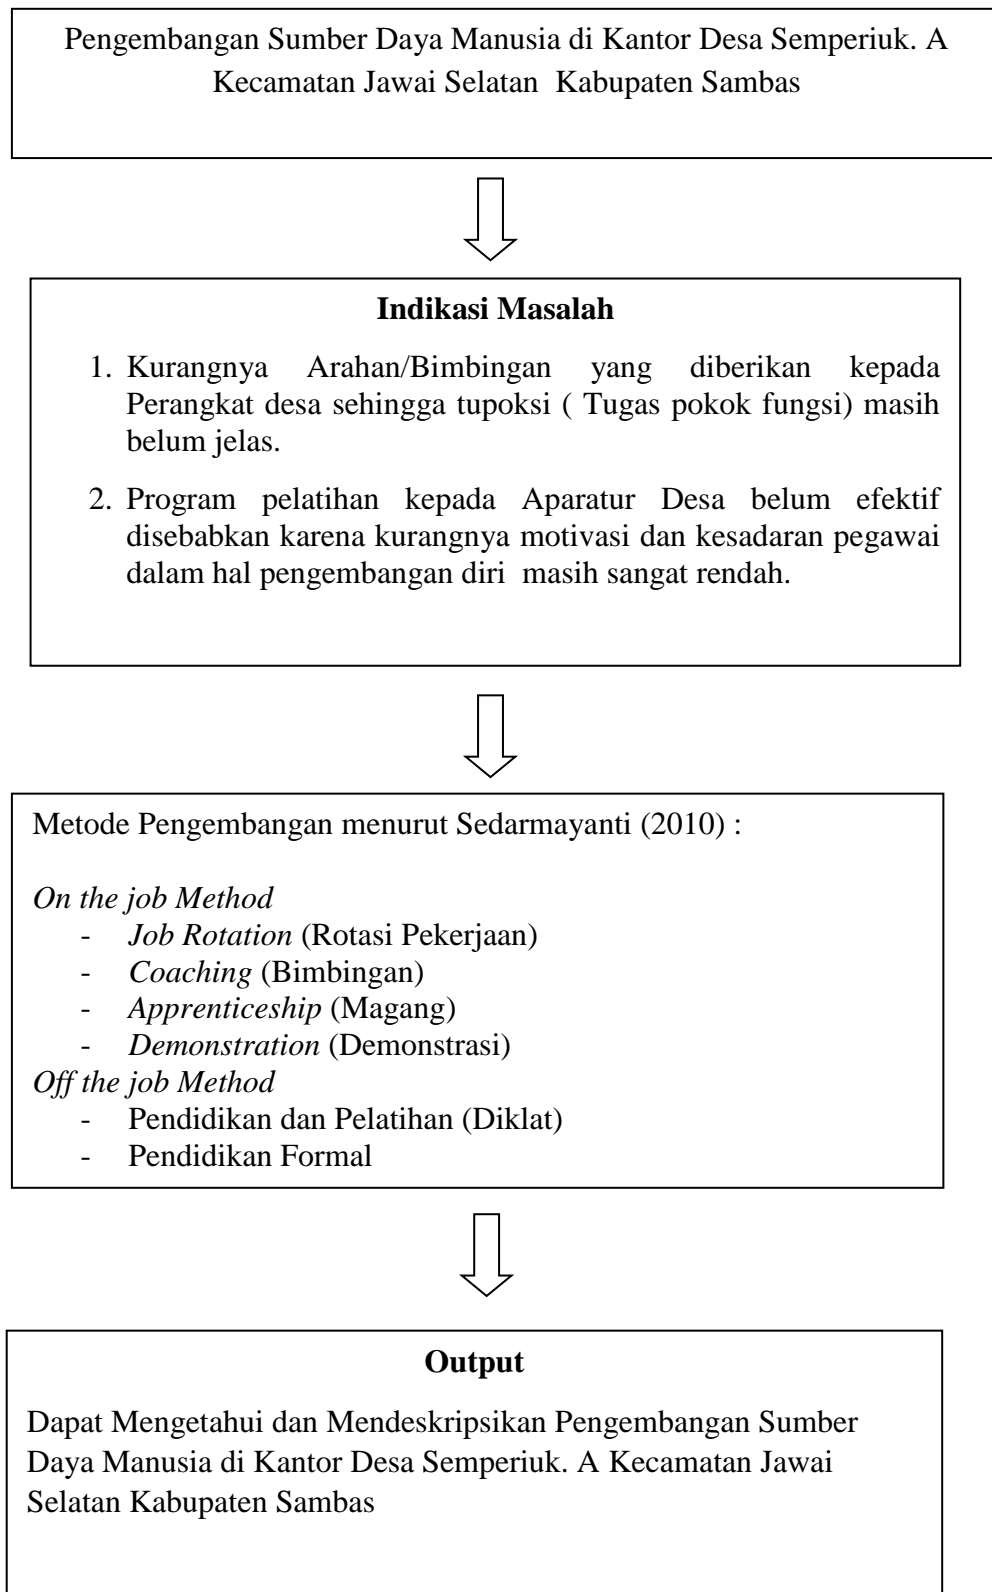 Pengembangan Sumber Daya Manusia di Kantor Desa Semperiuk. A
Kecamatan Jawai Selatan Kabupaten Sambas
Indikasi Masalah
1. Kurangnya Arahan/Bimbingan yang diberikan kepada
Perangkat desa sehingga tupoksi ( Tugas pokok fungsi) masih
belum jelas.
2. Program pelatihan kepada Aparatur Desa belum efektif
disebabkan karena kurangnya motivasi dan kesadaran pegawai
dalam hal pengembangan diri masih sangat rendah.
Metode Pengembangan menurut Sedarmayanti (2010) :
On the job Method
- Job Rotation (Rotasi Pekerjaan)
- Coaching (Bimbingan)
- Apprenticeship (Magang)
- Demonstration (Demonstrasi)
Off the job Method
- Pendidikan dan Pelatihan (Diklat)
- Pendidikan Formal
Output
Dapat Mengetahui dan Mendeskripsikan Pengembangan Sumber
Daya Manusia di Kantor Desa Semperiuk. A Kecamatan Jawai
Selatan Kabupaten Sambas